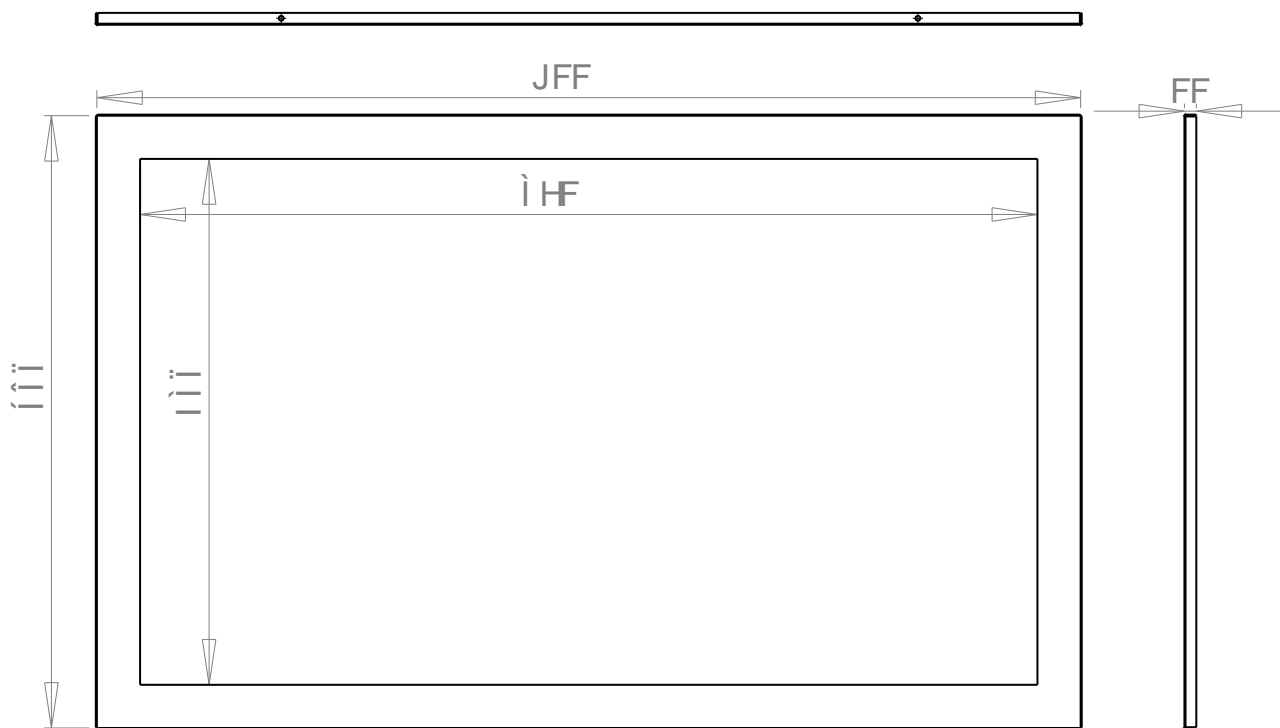 JFF
FF
Ì HF
Í Î Ï
I Ì Ï